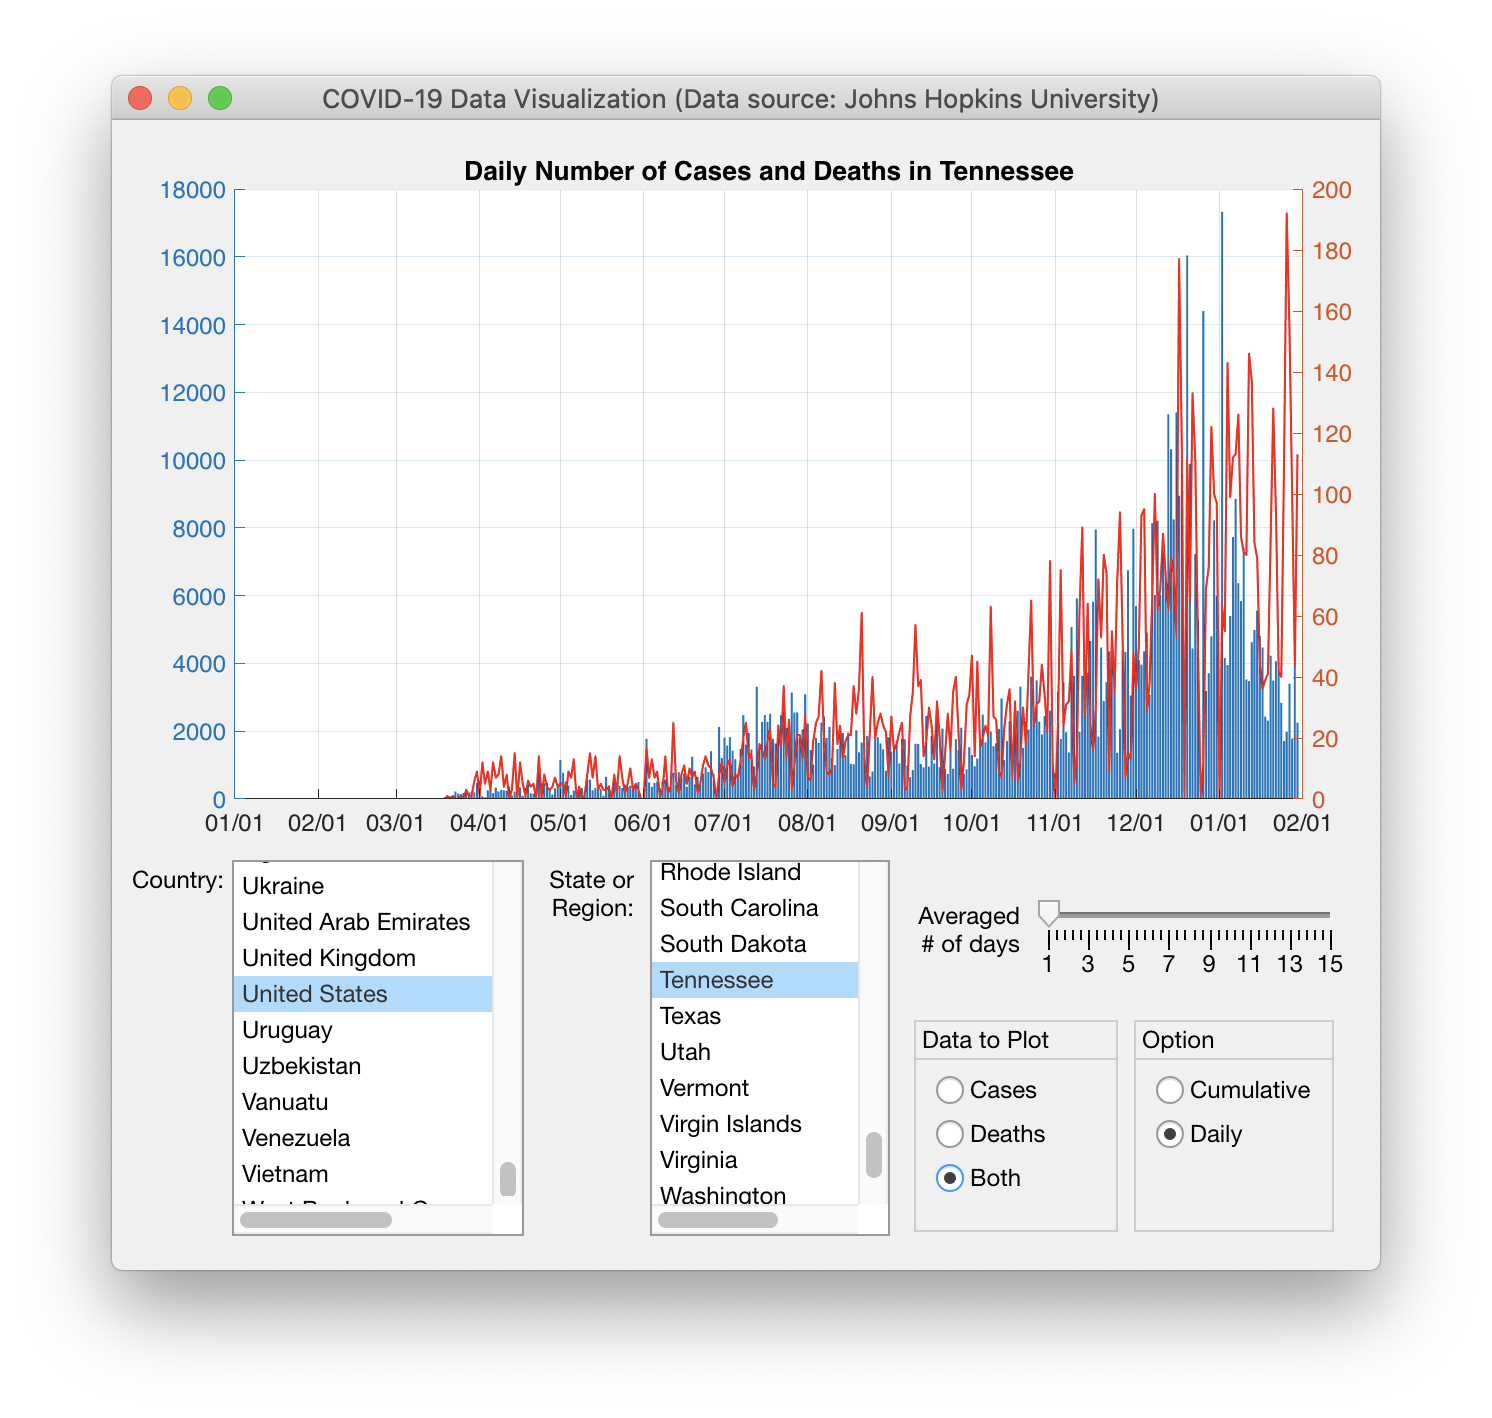 COVID-19 Data Visualization (Data source: Johns Hopkins University)
Daily Number of Cases and Deaths in Tennessee
18000
16000
14000
12000
10000
8000
6000
4000
2000
0
200
180
160
140
120
100
80
60
40
20
0
01/01 02/01 03/01 04/01 05/01 06/01 07/01 08/01 09/01 10/01 11/01 12/01 01/01 02/01
Country:
Ukraine
United Arab Emirates
United Kingdom
United States
Uruguay
Uzbekistan
Vanuatu
Venezuela
Vietnam
State or
Region:
Rhode Island
South Carolina
South Dakota
Tennessee
Texas
Utah
Vermont
Virgin Islands
Virginia
Washington
Averaged
# of days
1 3 5 7 9 11 13 15
Data to Plot
Cases
Deaths
Both
Option
Cumulative
Daily